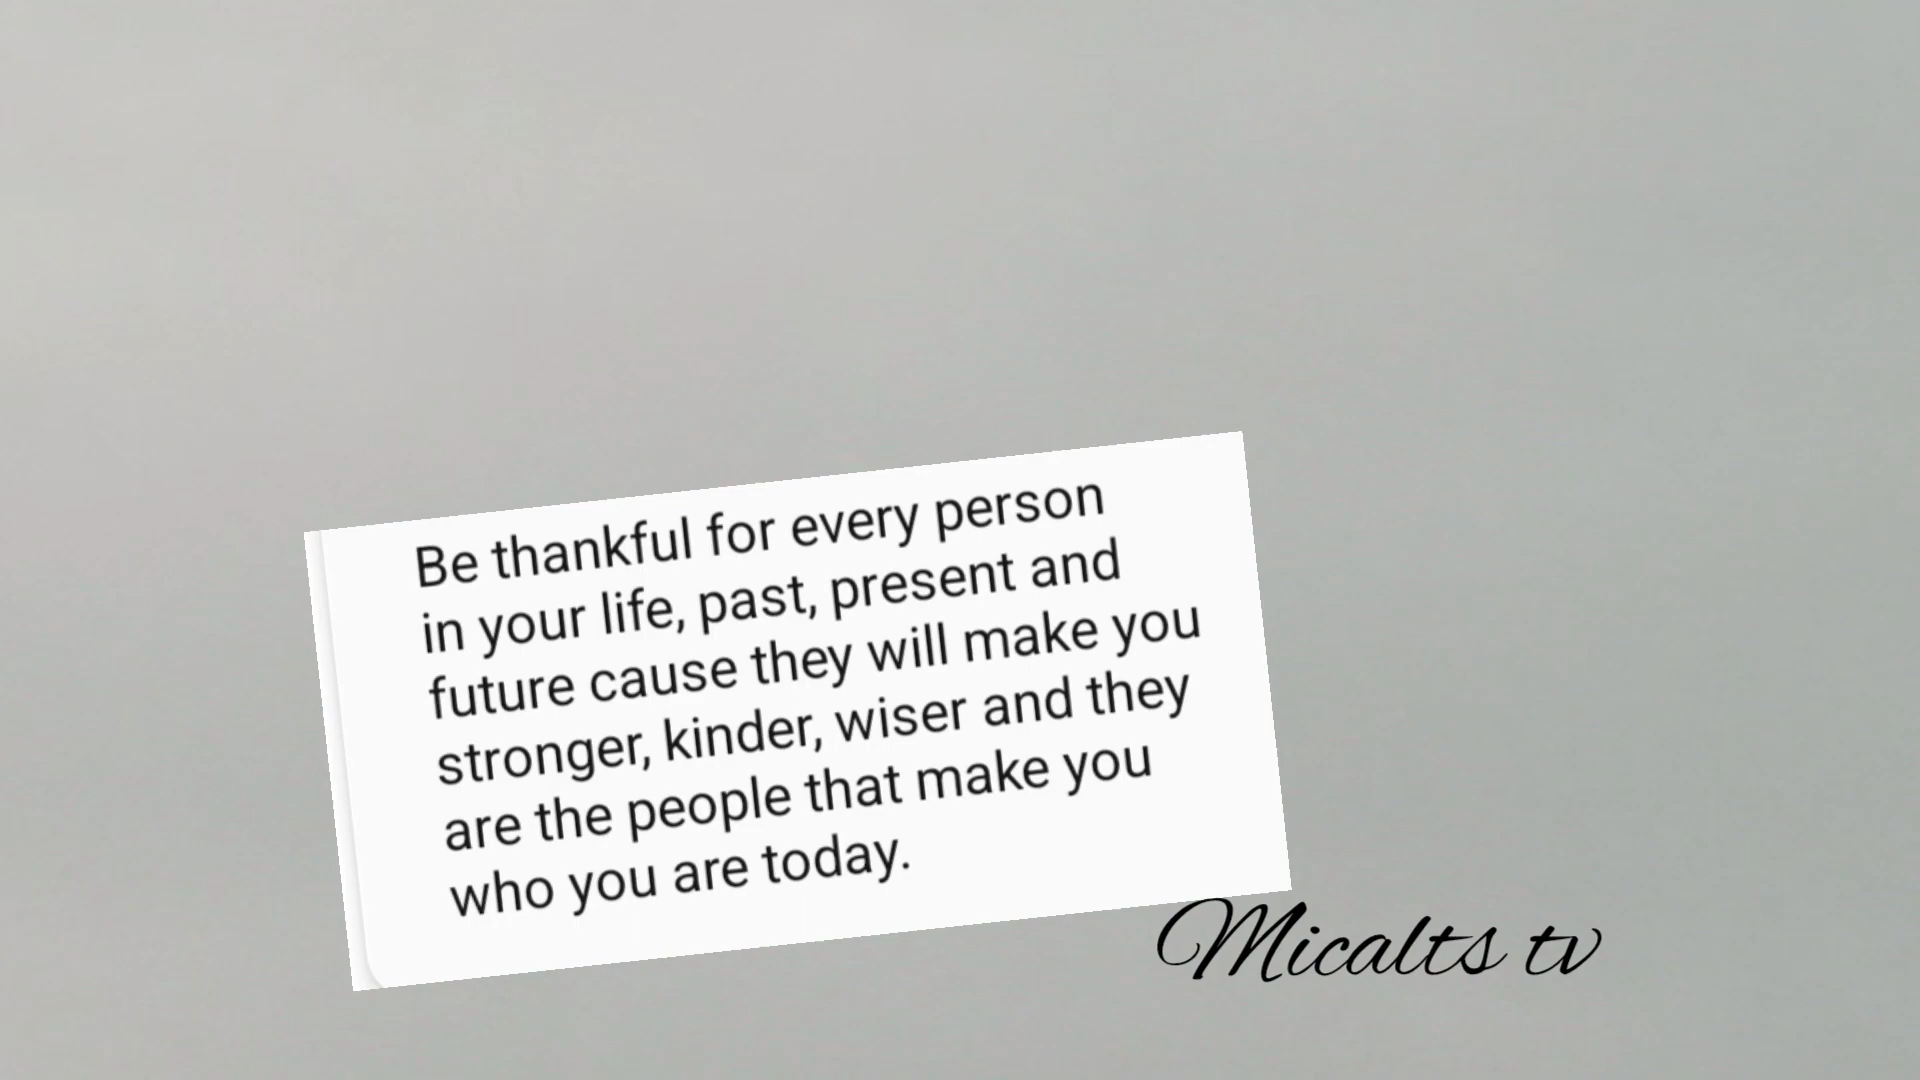 Be thankful for every person
in your life, past, present and
future cause they will make you
stronger, kinder, wiser and they
are the people that make you
who you are today.
Micalts tv